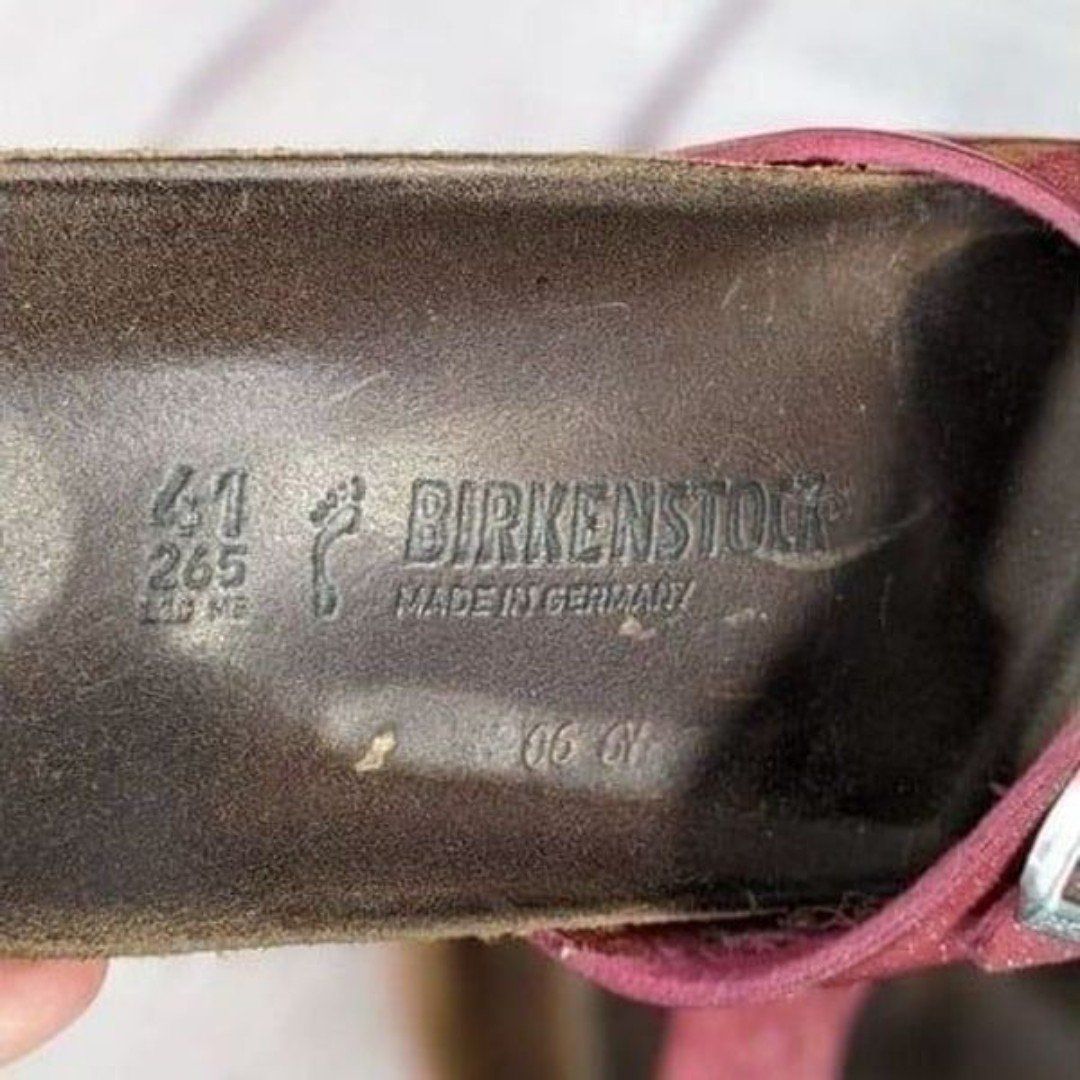 41
265
BIRKENSTOCK
MADE IN GERMANY